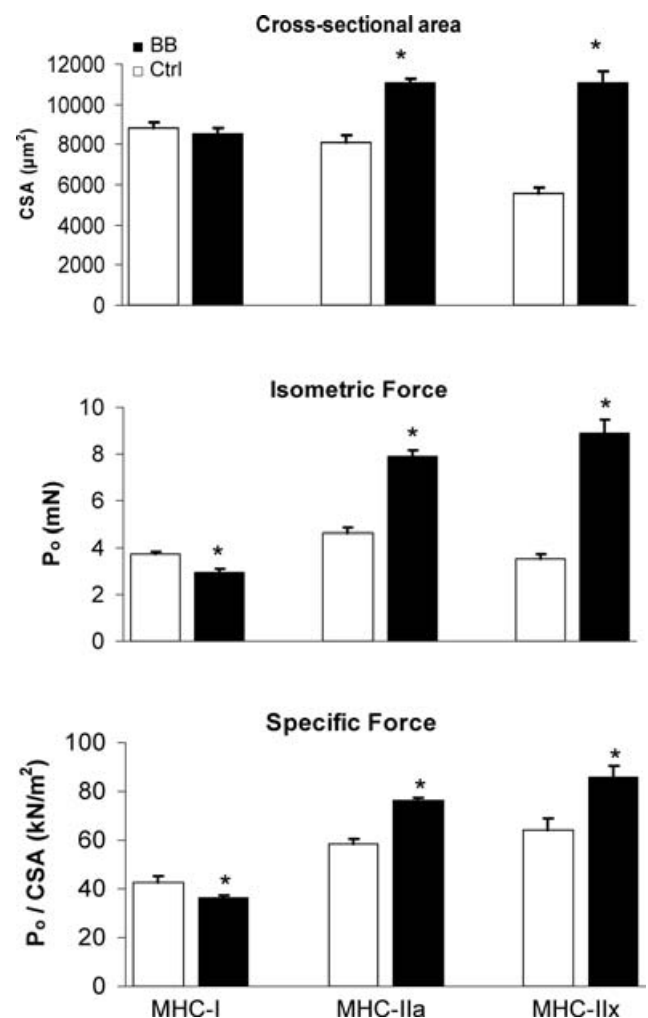 Cross-sectional area
BB
Ctrl
* *
12000
10000
8000
6000
4000
2000
0
CSA (µm²)
Isometric Force
* * *
10
8
6
4
2
0
Pₒ (mN)
Specific Force
* * *
100
80
60
40
20
0
Pₒ / CSA (kN/m²)
MHC-I MHC-IIa MHC-IIx